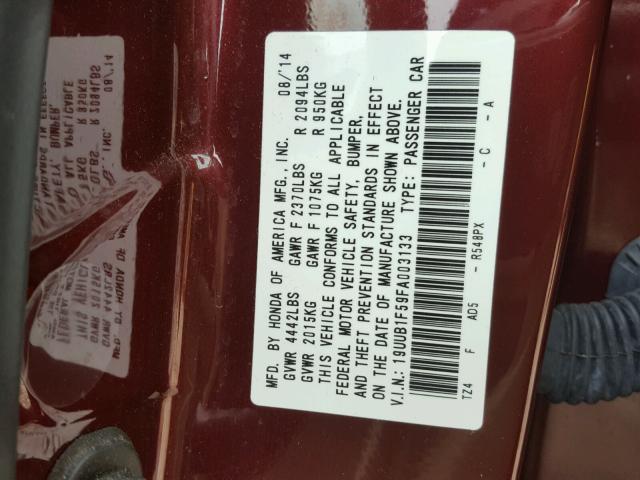 MFD. BY HONDA OF AMERICA MFG., INC. 08/'14
GVWR 4442LBS GAWR F 2370LBS R 2094LBS
GVWR 2015KG GAWR F 1075KG R 950KG
THIS VEHICLE CONFORMS TO ALL APPLICABLE
FEDERAL MOTOR VEHICLE SAFETY, BUMPER,
AND THEFT PREVENTION STANDARDS IN EFFECT
ON THE DATE OF MANUFACTURE SHOWN ABOVE.
V.I.N.: 19UUB1F59FA003133 TYPE: PASSENGER CAR
TZ4 F AD5 - R548PX - C - A